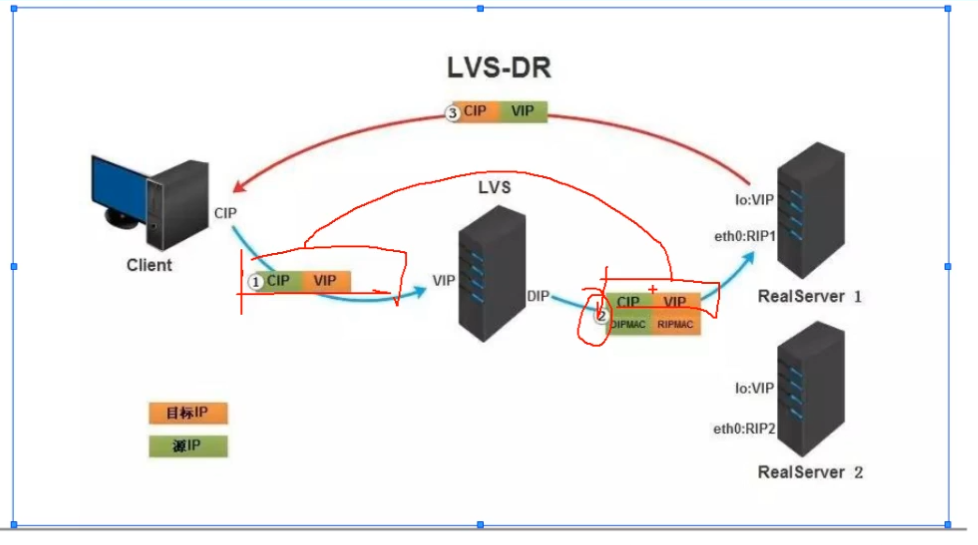 LVS-DR
③ CIP VIP
LVS
CIP
Client
① CIP VIP
VIP
DIP
② CIP VIP
DIPMAC RIPMAC
lo:VIP
eth0:RIP1
RealServer 1
lo:VIP
eth0:RIP2
RealServer 2
目标IP
源IP